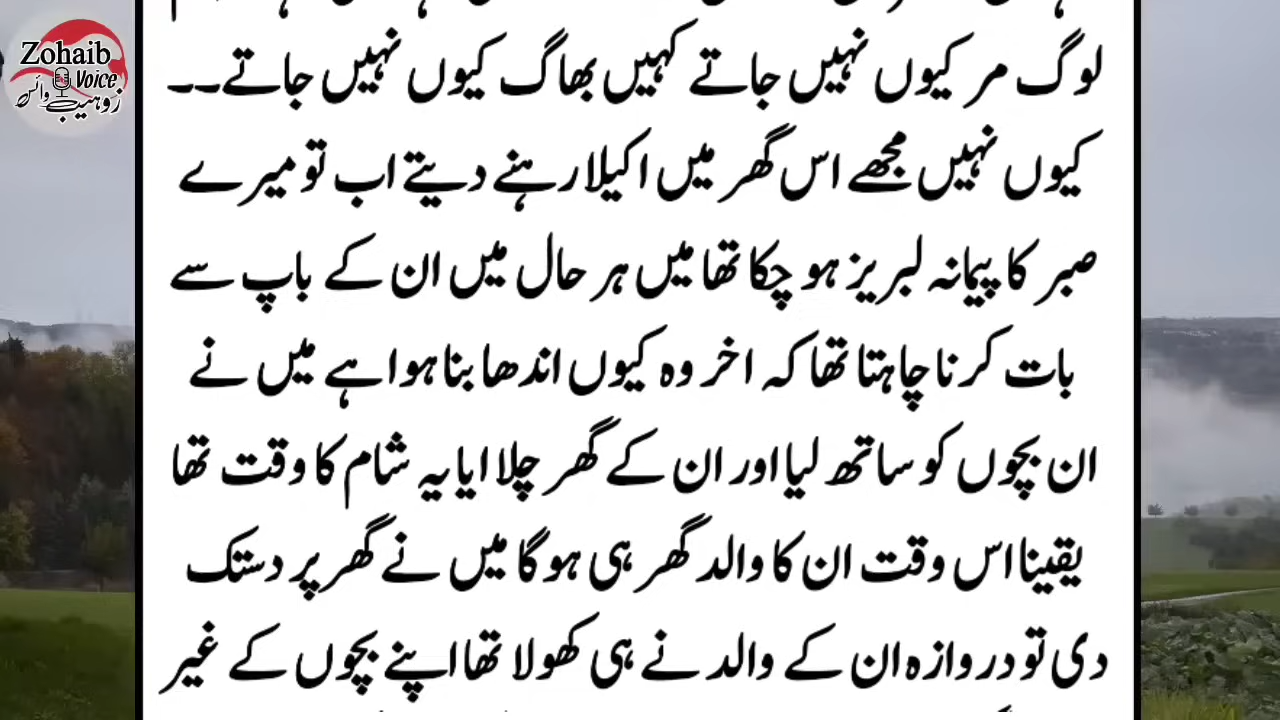 Zohaib
Voice
زوہیب وائس
لوگ مر کیوں نہیں جاتے کہیں بھاگ کیوں نہیں جاتے۔۔
کیوں نہیں مجھے اس گھر میں اکیلا رہنے دیتے اب تو میرے
صبر کا پیمانہ لبریز ہو چکا تھا میں ہر حال میں ان کے باپ سے
بات کرنا چاہتا تھا کہ اخر وہ کیوں اندھا بنا ہوا ہے میں نے
ان بچوں کو ساتھ لیا اور ان کے گھر چلا ایا یہ شام کا وقت تھا
یقینا اس وقت ان کا والد گھر ہی ہو گا میں نے گھر پر دستک
دی تو دروازہ ان کے والد نے ہی کھولا تھا اپنے بچوں کے غیر